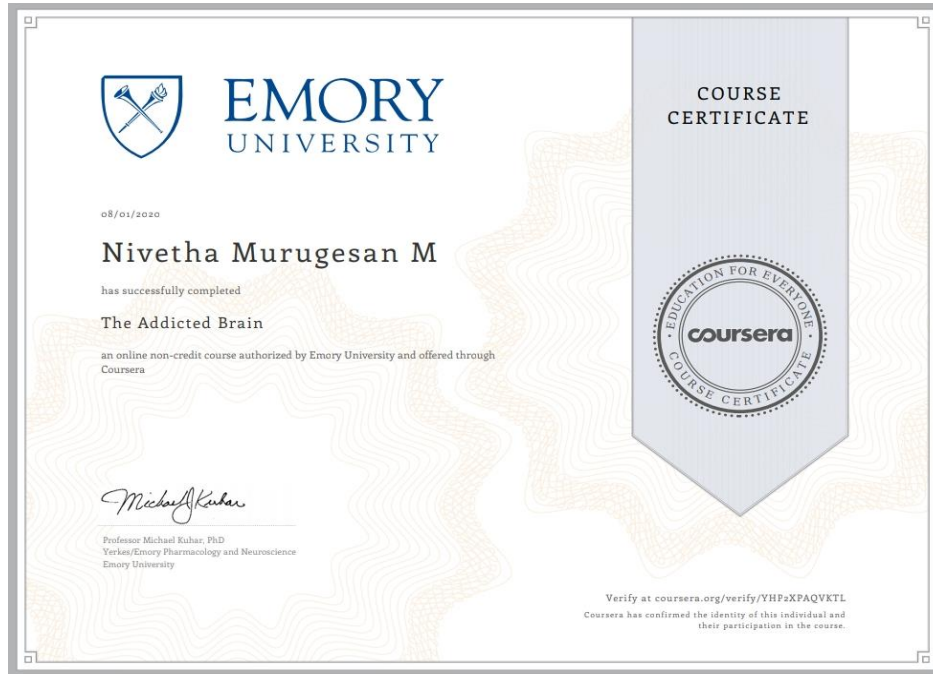 EMORY
UNIVERSITY
COURSE
CERTIFICATE
08/01/2020
Nivetha Murugesan M
has successfully completed
The Addicted Brain
an online non-credit course authorized by Emory University and offered through
Coursera
EDUCATION FOR EVERYONE
coursera
COURSE CERTIFICATE
Michael J Kuhar
Professor Michael Kuhar, PhD
Yerkes/Emory Pharmacology and Neuroscience
Emory University
Verify at coursera.org/verify/YHP2XPAQVKTL
Coursera has confirmed the identity of this individual and
their participation in the course.